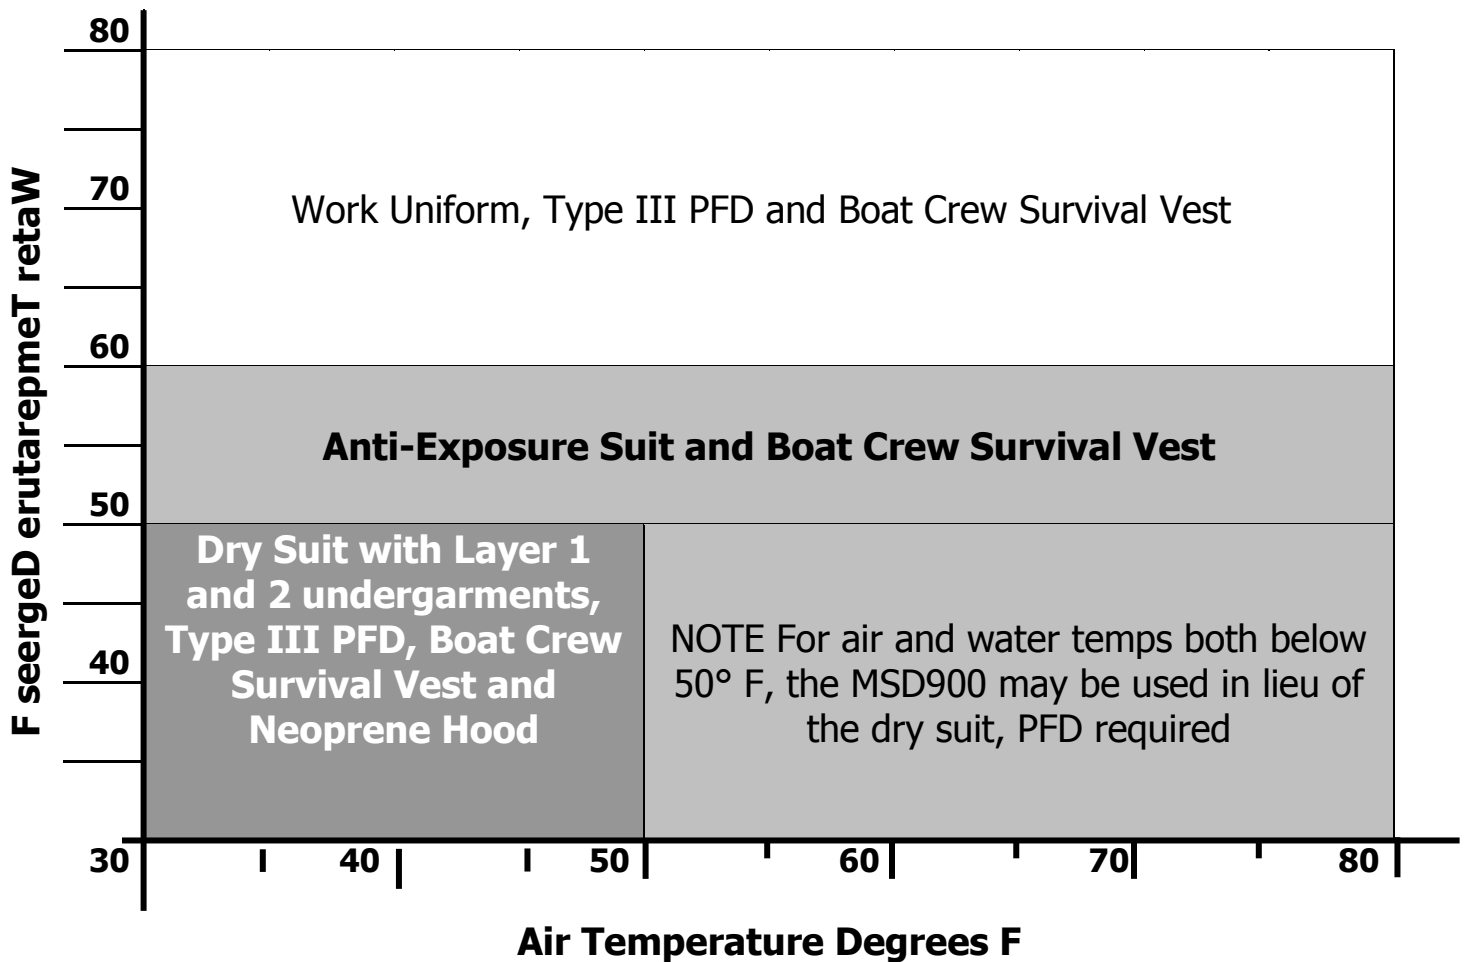 80
70
60
50
40
30
F seergeD erutarepmeT retaW
Work Uniform, Type III PFD and Boat Crew Survival Vest
Anti-Exposure Suit and Boat Crew Survival Vest
Dry Suit with Layer 1
and 2 undergarments,
Type III PFD, Boat Crew
Survival Vest and
Neoprene Hood
NOTE For air and water temps both below
50° F, the MSD900 may be used in lieu of
the dry suit, PFD required
40
50
60
70
80
Air Temperature Degrees F